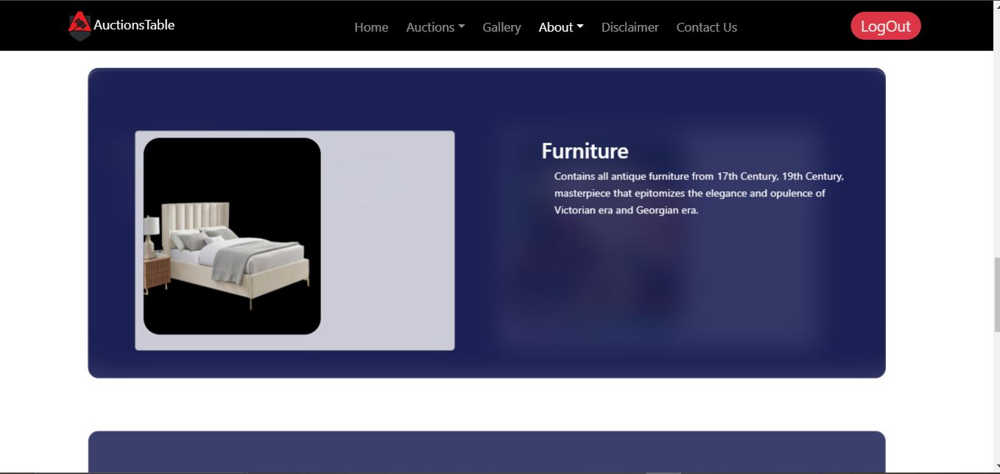 AuctionsTable
Home Auctions Gallery About Disclaimer Contact Us
LogOut
Furniture
Contains all antique furniture from 17th Century, 19th Century,
masterpiece that epitomizes the elegance and opulence of
Victorian era and Georgian era.